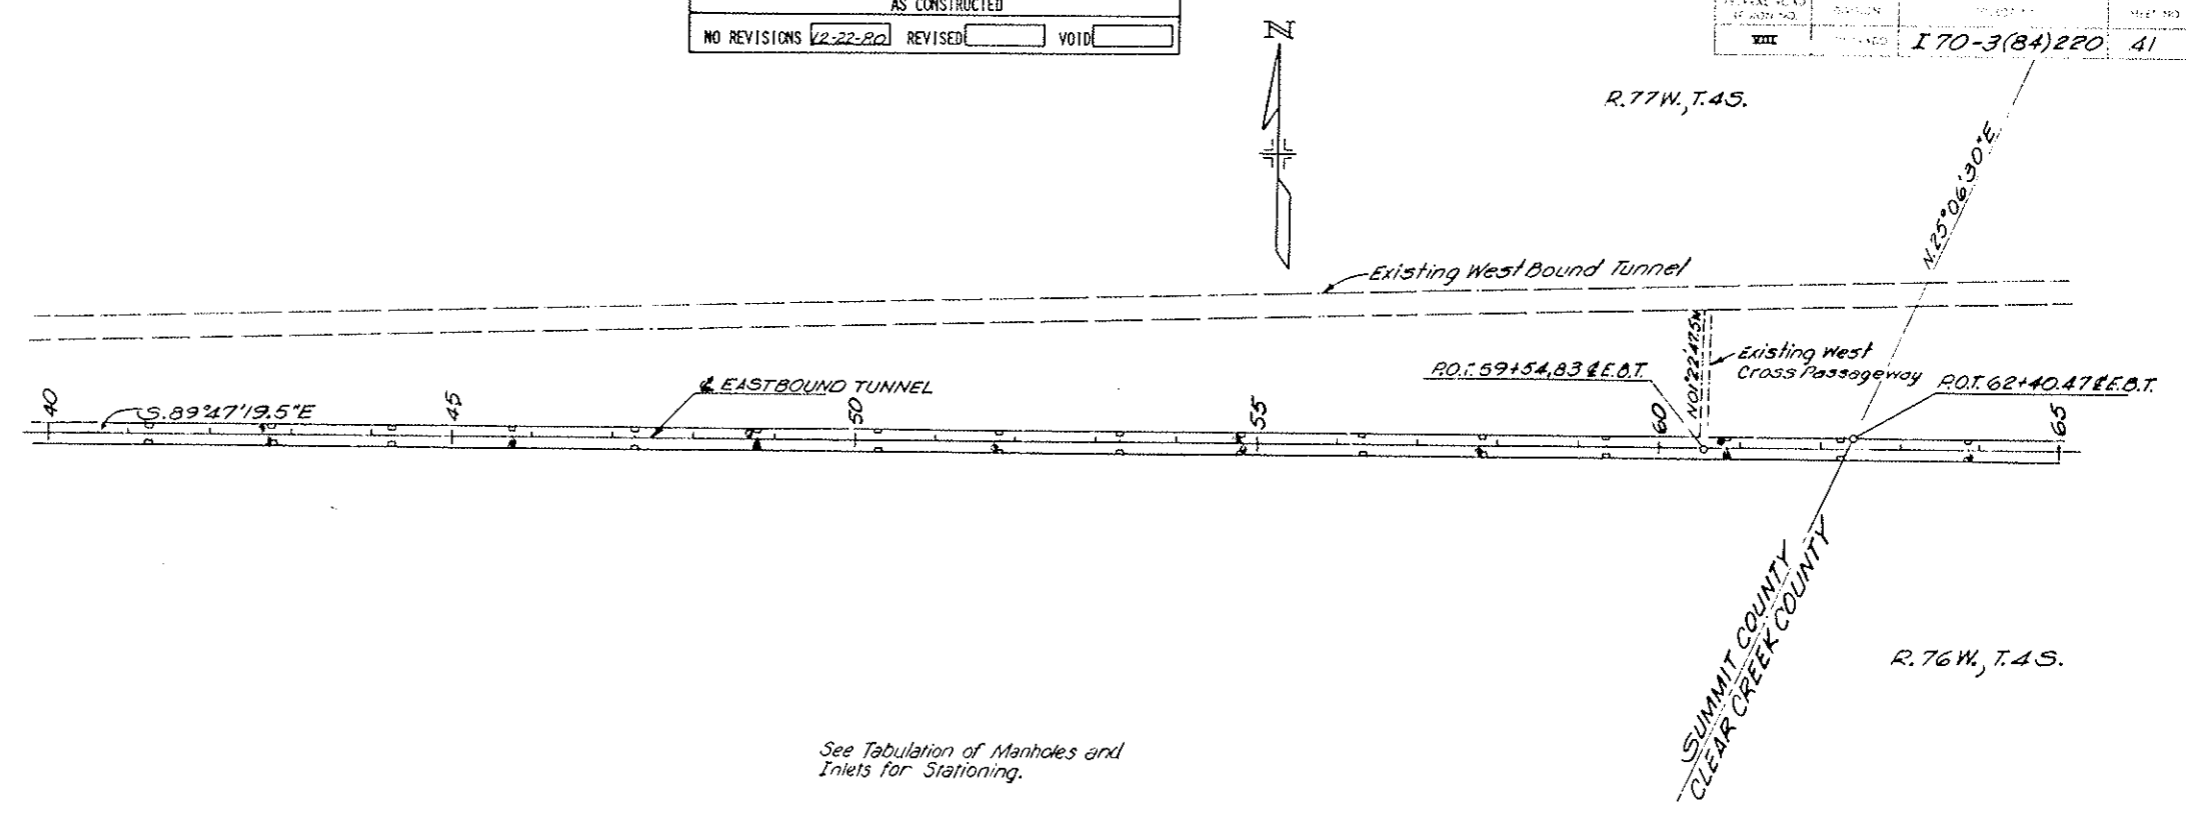 AS CONSTRUCTED
NO REVISIONS 12-22-80 REVISED VOID
N
VIII I 70-3(84)220 41
R.77W., T.4S.
N.25°06'30"E.
Existing West Bound Tunnel
N01°22'47.5"W
Existing West
Cross Passageway
P.O.T. 59+54.83 ℄ E.B.T.
P.O.T. 62+40.47 ℄ E.B.T.
℄ EASTBOUND TUNNEL
S.89°47'19.5"E
40 45 50 55 60 65
SUMMIT COUNTY
CLEAR CREEK COUNTY
R.76W., T.4S.
See Tabulation of Manholes and
Inlets for Stationing.